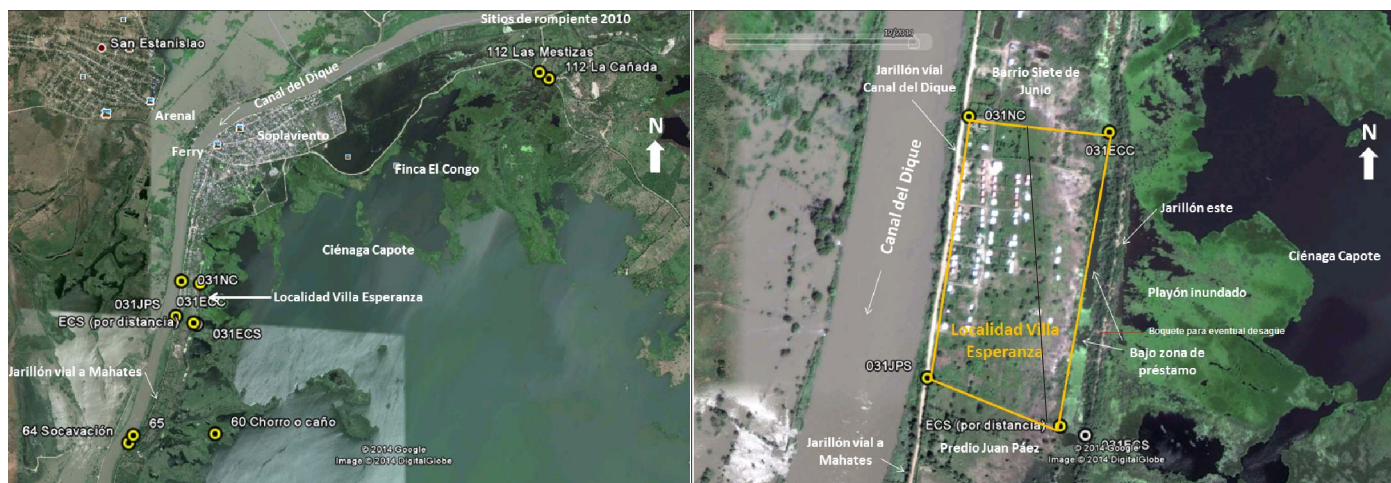 Sitios de rompiente 2010
San Estanislao
112 Las Mestizas
112 La Cañada
Canal del Dique
Arenal
Soplaviento
Ferry
N
Finca El Congo
Ciénaga Capote
031NC
031JPS
031ECC
Localidad Villa Esperanza
ECS (por distancia)
031ECS
Jarillón vial a Mahates
64 Socavación
65
60 Chorro o caño
© 2014 Google
Image © 2014 DigitalGlobe
Jarillón vial
Canal del Dique
Barrio Siete de
Junio
031NC
031ECC
N
Jarillón este
Canal del Dique
Ciénaga Capote
Playón inundado
Localidad Villa
Esperanza
Boquete para eventual desagüe
Bajo zona de
préstamo
031JPS
ECS (por distancia)
031ECS
Jarillón vial a
Mahates
Predio Juan Páez
© 2014 Google
Image © 2014 DigitalGlobe